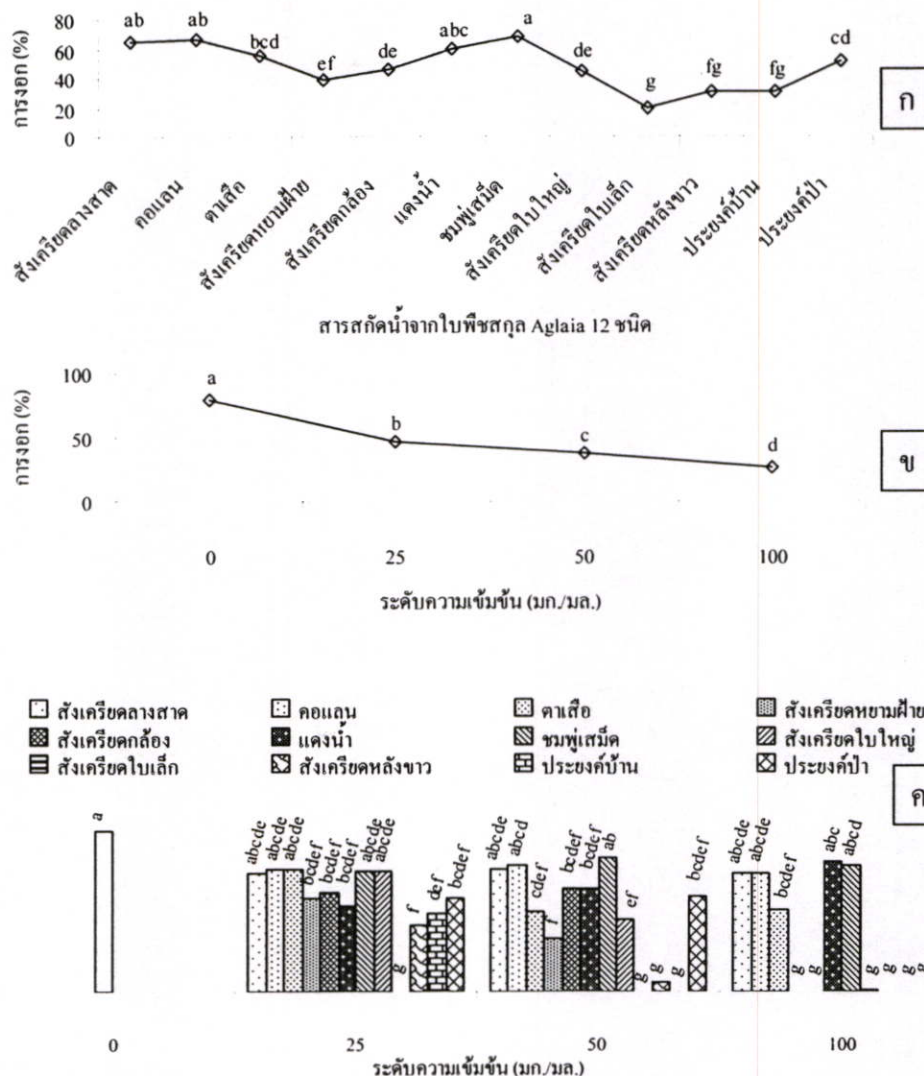 80 ab ab bcd ef de abc a de g fg fg cd
60
40
20
0
การงอก (%)
ก
สังเครียดลางสาด คอแลน ตาเสือ สังเครียดหยามฝ้าย สังเครียดกล้อง แดงน้ำ ชมพู่เสม็ด สังเครียดใบใหญ่ สังเครียดใบเล็ก สังเครียดหลังขาว ประยงค์บ้าน ประยงค์ป่า
สารสกัดน้ำจากใบพืชสกุล Aglaia 12 ชนิด
100 a b c d
50
0
การงอก (%)
ข
0 25 50 100
ระดับความเข้มข้น (มก./มล.)
สังเครียดลางสาด คอแลน ตาเสือ สังเครียดหยามฝ้าย
สังเครียดกล้อง แดงน้ำ ชมพู่เสม็ด สังเครียดใบใหญ่
สังเครียดใบเล็ก สังเครียดหลังขาว ประยงค์บ้าน ประยงค์ป่า
ค
a abcde abcde abcde bcdef bcdef bcdef abcde abcde g f def bcdef abcde abcd cdef f bcdef bcdef ab ef g g g bcdef abcde abcde bcdef g g abc abcd g g g g
0 25 50 100
ระดับความเข้มข้น (มก./มล.)